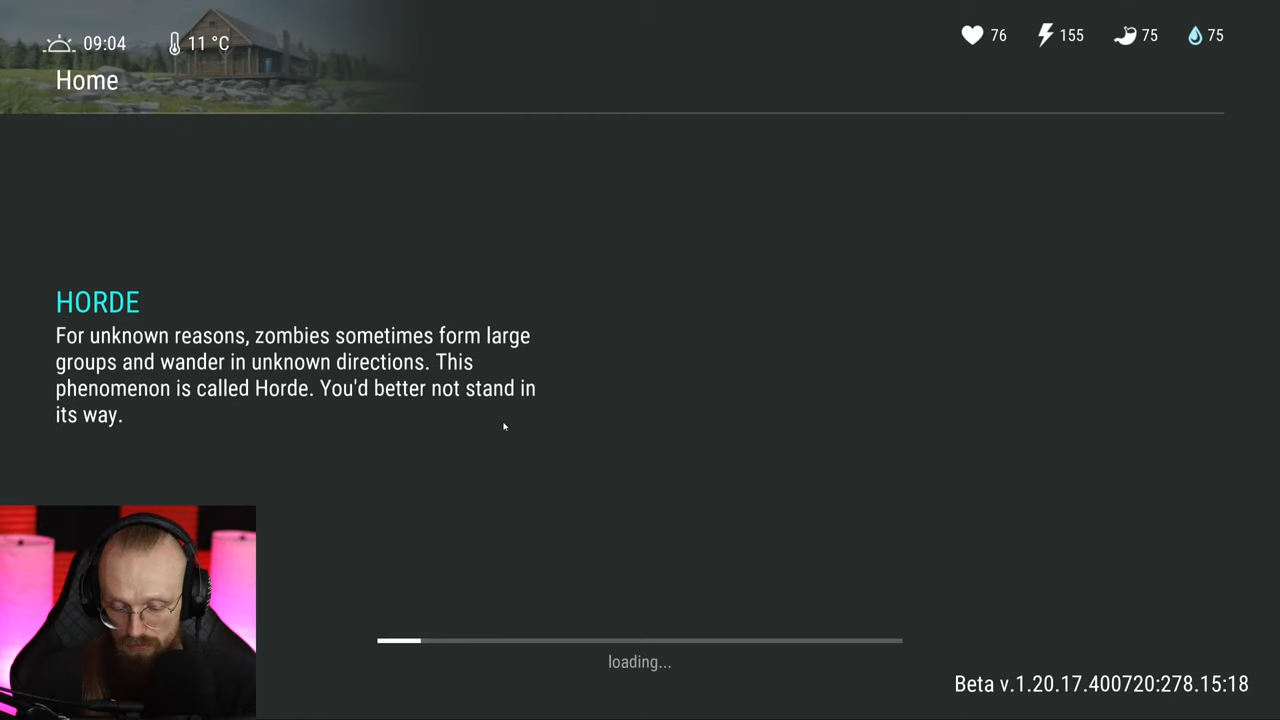 09:04
11 °C
76
155
75
75
Home
HORDE
For unknown reasons, zombies sometimes form large
groups and wander in unknown directions. This
phenomenon is called Horde. You'd better not stand in
its way.
loading...
Beta v.1.20.17.400720:278.15:18